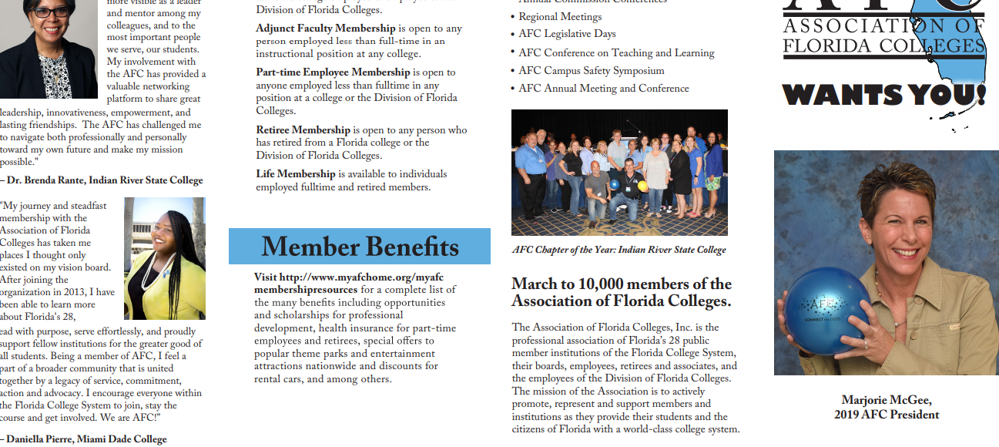 more visible as a leader
and mentor among my
colleagues, and to the
most important people
we serve, our students.
My involvement with
the AFC has provided a
valuable networking
platform to share great
leadership, innovativeness, empowerment, and
lasting friendships. The AFC has challenged me
to navigate both professionally and personally
toward my own future and make my mission
possible."
– Dr. Brenda Rante, Indian River State College
"My journey and steadfast
membership with the
Association of Florida
Colleges has taken me
places I thought only
existed on my vision board.
After joining the
organization in 2013, I have
been able to learn more
about Florida's 28,
ead with purpose, serve effortlessly, and proudly
support fellow institutions for the greater good of
all students. Being a member of AFC, I feel a
part of a broader community that is united
together by a legacy of service, commitment,
action and advocacy. I encourage everyone within
the Florida College System to join, stay the
course and get involved. We are AFC!"
– Daniella Pierre, Miami Dade College
Division of Florida Colleges.
Adjunct Faculty Membership is open to any
person employed less than full-time in an
instructional position at any college.
Part-time Employee Membership is open to
anyone employed less than fulltime in any
position at a college or the Division of Florida
Colleges.
Retiree Membership is open to any person who
has retired from a Florida college or the
Division of Florida Colleges.
Life Membership is available to individuals
employed fulltime and retired members.
Member Benefits
Visit http://www.myafchome.org/myafc
membershipresources for a complete list of
the many benefits including opportunities
and scholarships for professional
development, health insurance for part-time
employees and retirees, special offers to
popular theme parks and entertainment
attractions nationwide and discounts for
rental cars, and among others.
Annual Commission Conferences
• Regional Meetings
• AFC Legislative Days
• AFC Conference on Teaching and Learning
• AFC Campus Safety Symposium
• AFC Annual Meeting and Conference
AFC Chapter of the Year: Indian River State College
March to 10,000 members of the
Association of Florida Colleges.
The Association of Florida Colleges, Inc. is the
professional association of Florida's 28 public
member institutions of the Florida College System,
their boards, employees, retirees and associates, and
the employees of the Division of Florida Colleges.
The mission of the Association is to actively
promote, represent and support members and
institutions as they provide their students and the
citizens of Florida with a world-class college system.
AFC
ASSOCIATION OF
FLORIDA COLLEGES
WANTS YOU!
AFC
CONNECT the DOTS
Marjorie McGee,
2019 AFC President